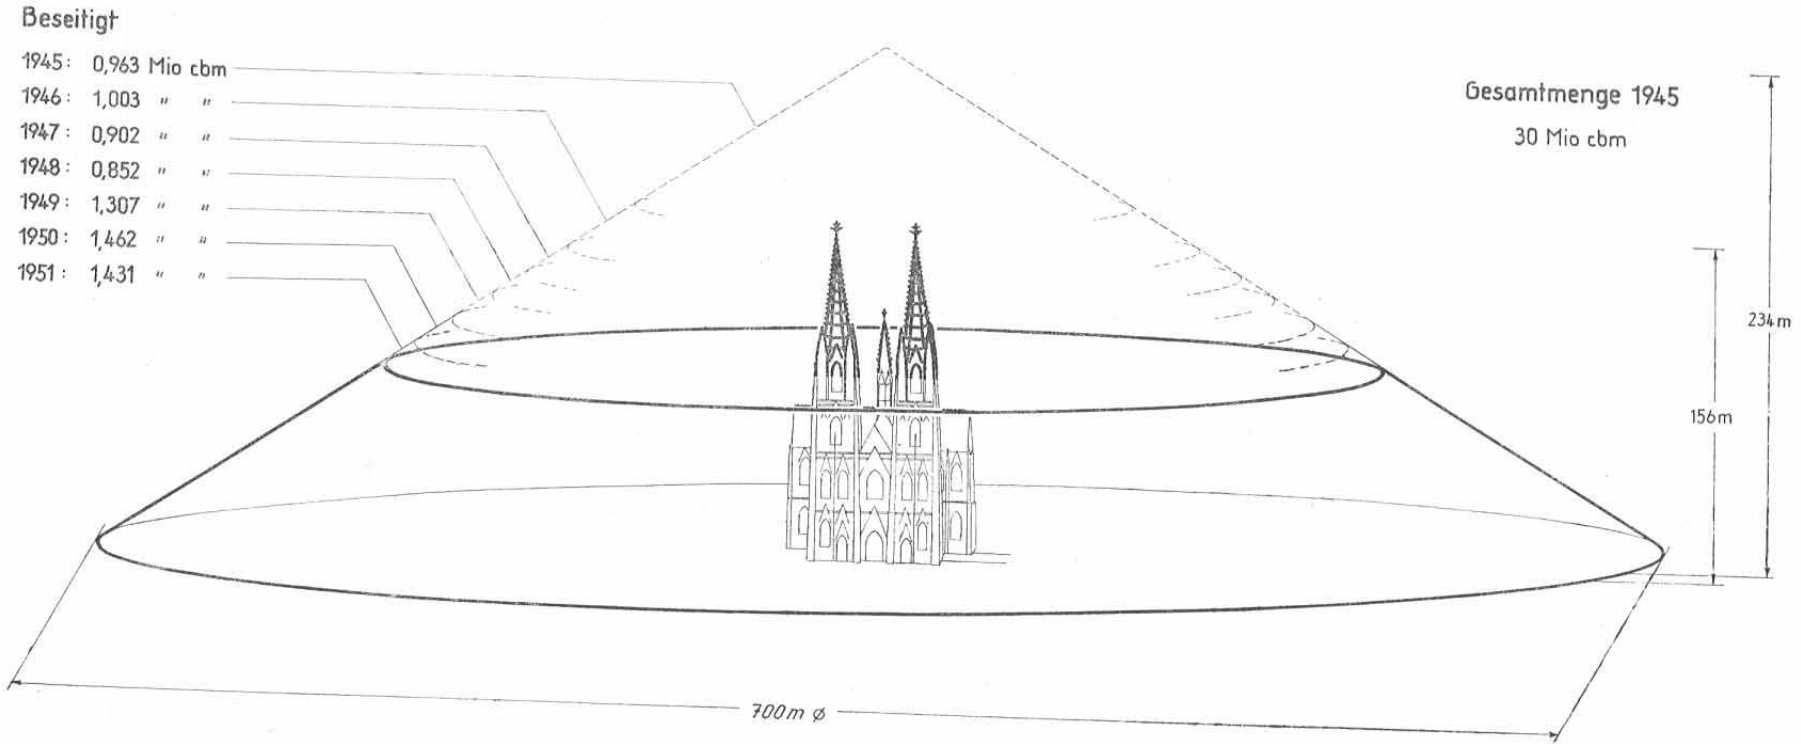 Beseitigt
1945: 0,963 Mio cbm
1946: 1,003 " "
1947: 0,902 " "
1948: 0,852 " "
1949: 1,307 " "
1950: 1,462 " "
1951: 1,431 " "
Gesamtmenge 1945
30 Mio cbm
234m
156m
700m ⌀